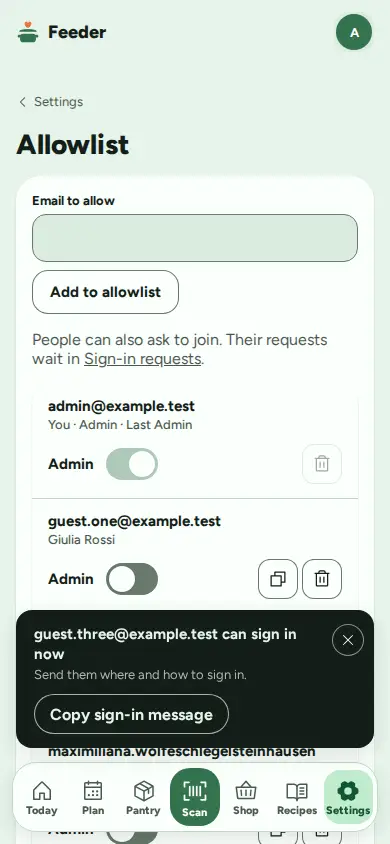 Feeder
A
Settings
Allowlist
Email to allow
Add to allowlist
People can also ask to join. Their requests
wait in Sign-in requests.
admin@example.test
You · Admin · Last Admin
Admin
guest.one@example.test
Giulia Rossi
Admin
guest.three@example.test can sign in
now
Send them where and how to sign in.
Copy sign-in message
maximiliana.wolfeschlegelsteinhausen
Today
Plan
Pantry
Scan
Shop
Recipes
Settings
Admin